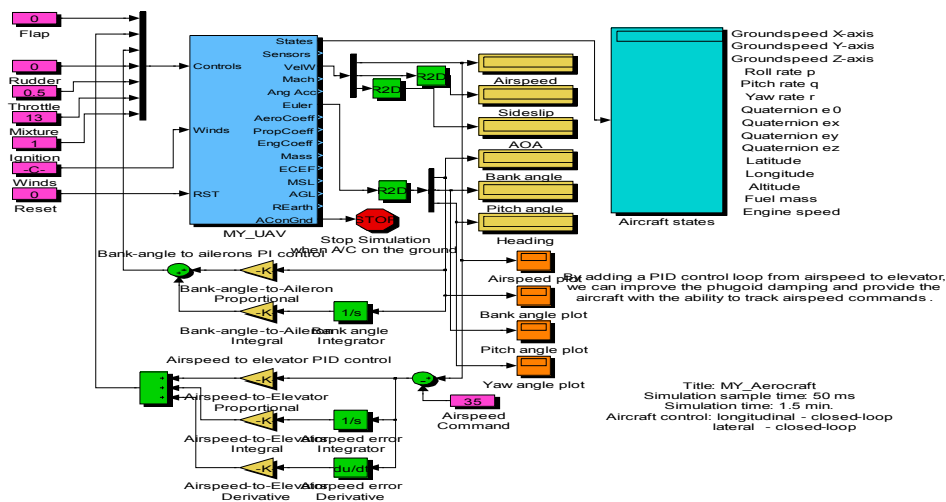 0
Flap
0
Rudder
0.5
Throttle
13
Mixture
1
Ignition
-C-
Winds
0
Reset
Controls
Winds
RST
States
Sensors
VelW
Mach
Ang Acc
Euler
AeroCoeff
PropCoeff
EngCoeff
Mass
ECEF
MSL
AGL
REarth
AConGnd
MY_UAV
R2D
R2D
R2D
STOP
Stop Simulation
when A/C on the ground
Airspeed
Sideslip
AOA
Bank angle
Pitch angle
Heading
Airspeed plot
Bank angle plot
Pitch angle plot
Yaw angle plot
Aircraft states
Groundspeed X-axis
Groundspeed Y-axis
Groundspeed Z-axis
Roll rate p
Pitch rate q
Yaw rate r
Quaternion e0
Quaternion ex
Quaternion ey
Quaternion ez
Latitude
Longitude
Altitude
Fuel mass
Engine speed
Bank-angle to ailerons PI control
-K-
Bank-angle-to-Aileron
Proportional
-K-
Bank-angle-to-Aileron
Integral
1/s
Bank angle
Integrator
Airspeed to elevator PID control
-K-
Airspeed-to-Elevator
Proportional
-K-
Airspeed-to-Elevator
Integral
1/s
Airspeed error
Integrator
-K-
Airspeed-to-Elevator
Derivative
du/dt
Airspeed error
Derivative
35
Airspeed
Command
By adding a PID control loop from airspeed to elevator,
we can improve the phugoid damping and provide the
aircraft with the ability to track airspeed commands .
Title: MY_Aerocraft
Simulation sample time: 50 ms
Simulation time: 1.5 min.
Aircraft control: longitudinal - closed-loop
lateral - closed-loop